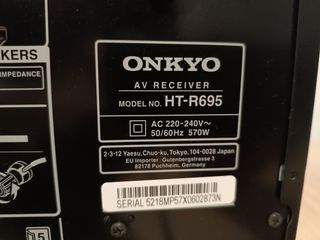 KERS
IMPEDANCE
ONKYO
AV RECEIVER
MODEL NO. HT-R695
AC 220-240V~
50/60Hz 570W
2-3-12 Yaesu, Chuo-ku, Tokyo, 104-0028 Japan
EU Importer Gutenbergstrasse 3
82178 Puchheim, Germany
SERIAL 5218MP57X0602873N
5